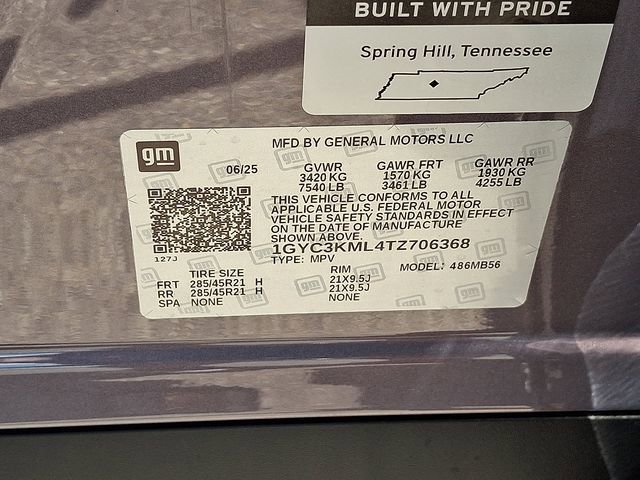 BUILT WITH PRIDE
Spring Hill, Tennessee
gm
MFD BY GENERAL MOTORS LLC
06/25 GVWR GAWR FRT GAWR RR
3420 KG 1570 KG 1930 KG
7540 LB 3461 LB 4255 LB
THIS VEHICLE CONFORMS TO ALL
APPLICABLE U.S. FEDERAL MOTOR
VEHICLE SAFETY STANDARDS IN EFFECT
ON THE DATE OF MANUFACTURE
SHOWN ABOVE.
1GYC3KML4TZ706368
127J TYPE: MPV MODEL: 486MB56
TIRE SIZE RIM
FRT 285/45R21 H 21X9.5J
RR 285/45R21 H 21X9.5J
SPA NONE NONE